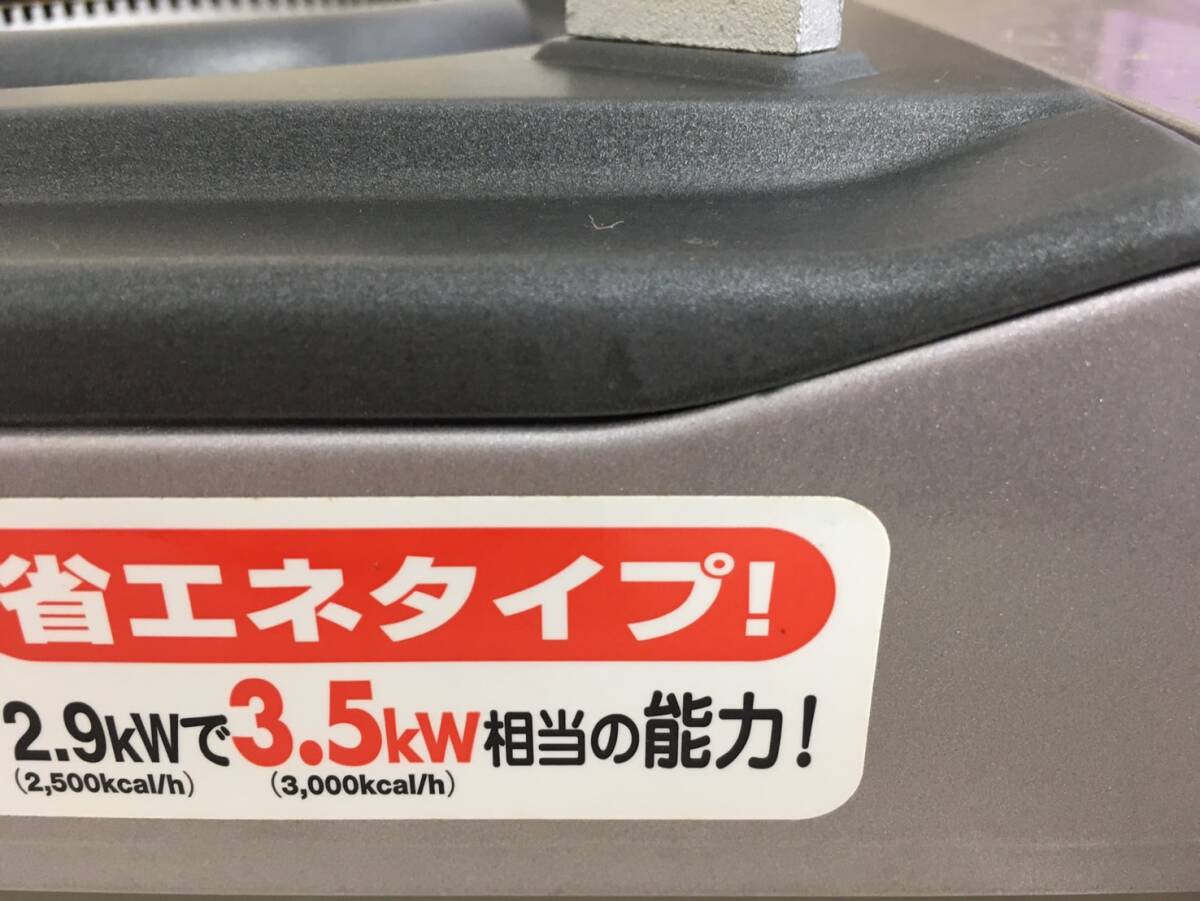 省エネタイプ!
2.9kWで3.5kW相当の能力!
(2,500kcal/h) (3,000kcal/h)